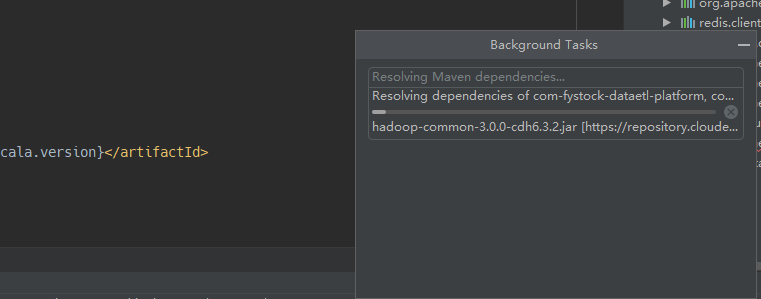 org.apache
redis.client
Background Tasks
Resolving Maven dependencies...
Resolving dependencies of com-fystock-dataetl-platform, co...
hadoop-common-3.0.0-cdh6.3.2.jar [https://repository.cloude...
cala.version}</artifactId>